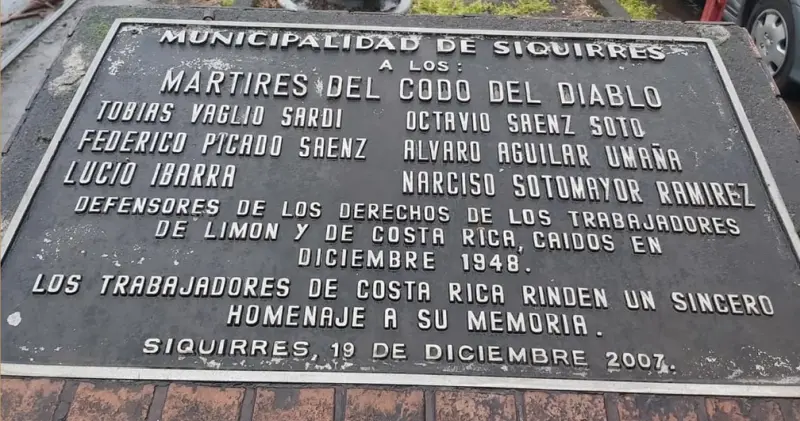 MUNICIPALIDAD DE SIQUIRRES
A LOS:
MARTIRES DEL CODO DEL DIABLO
TOBIAS VAGLIO SARDI OCTAVIO SAENZ SOTO
FEDERICO PICADO SAENZ ALVARO AGUILAR UMAÑA
LUCIO IBARRA NARCISO SOTOMAYOR RAMIREZ
DEFENSORES DE LOS DERECHOS DE LOS TRABAJADORES
DE LIMON Y DE COSTA RICA, CAIDOS EN
DICIEMBRE 1948.
LOS TRABAJADORES DE COSTA RICA RINDEN UN SINCERO
HOMENAJE A SU MEMORIA.
SIQUIRRES, 19 DE DICIEMBRE 2007.